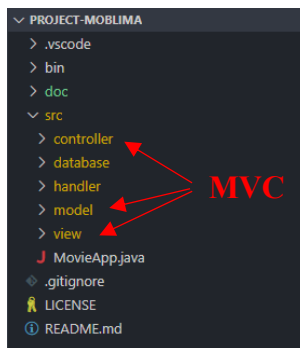 PROJECT-MOBLIMA
.vscode
bin
doc
src
controller
database
handler
MVC
model
view
J MovieApp.java
.gitignore
LICENSE
README.md